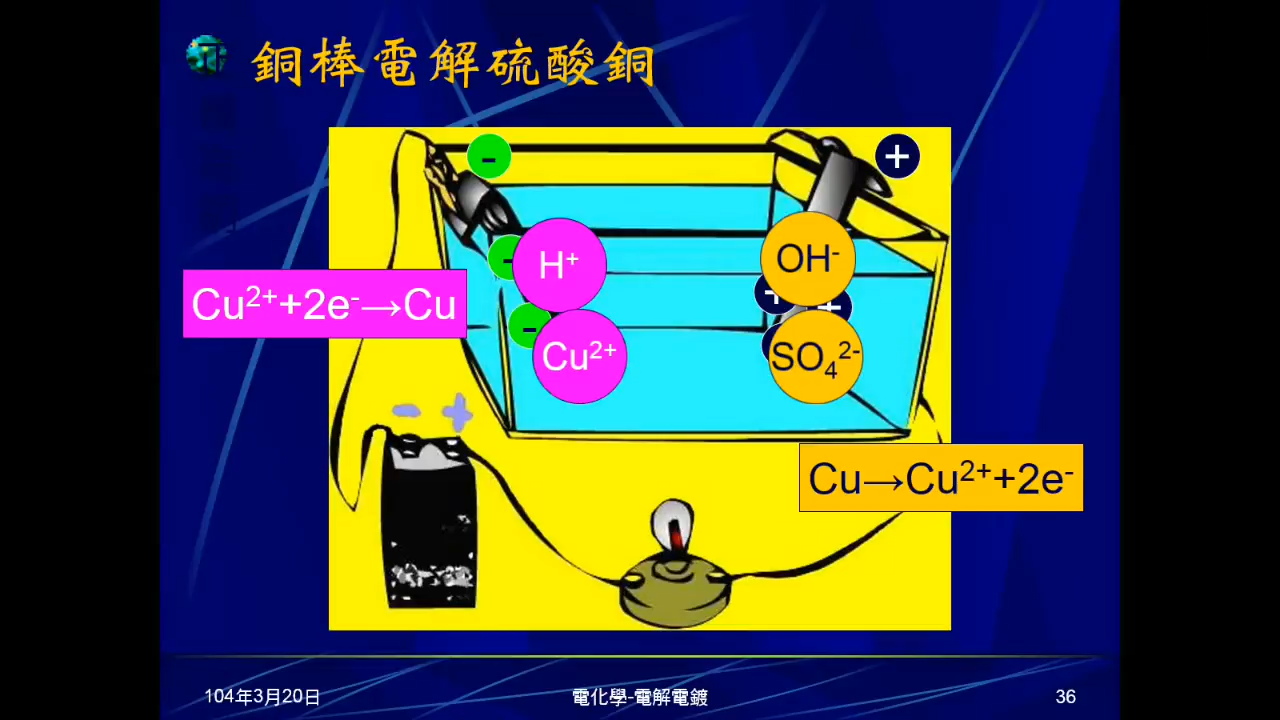 銅棒電解硫酸銅
-
+
H⁺
OH⁻
-
+
+
Cu²⁺+2e⁻→Cu
-
Cu²⁺
SO₄²⁻
- +
Cu→Cu²⁺+2e⁻
104年3月20日
電化學-電解電鍍
36